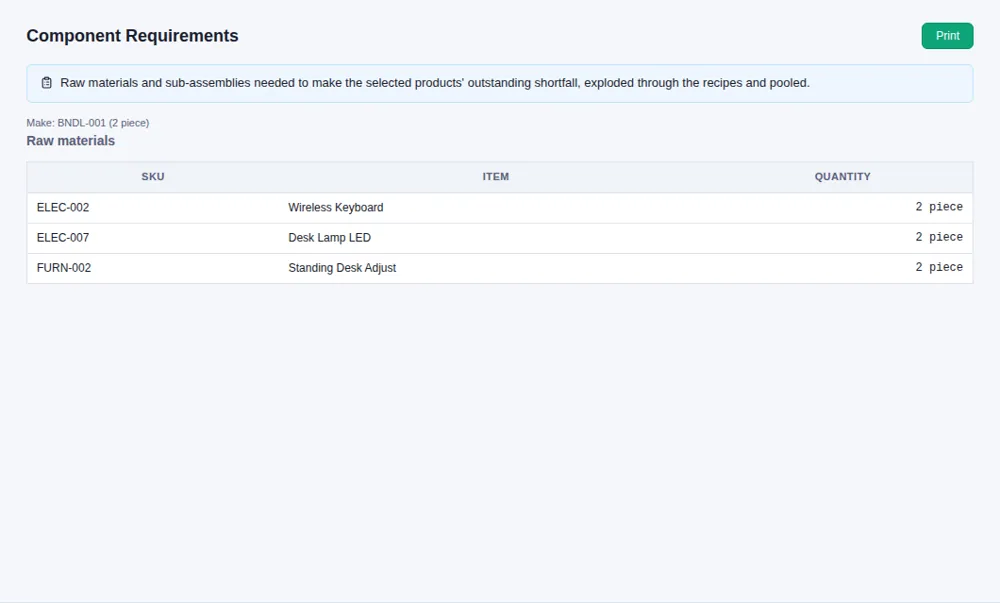 Component Requirements
Print
Raw materials and sub-assemblies needed to make the selected products' outstanding shortfall, exploded through the recipes and pooled.
Make: BNDL-001 (2 piece)
Raw materials
SKU ITEM QUANTITY
ELEC-002 Wireless Keyboard 2 piece
ELEC-007 Desk Lamp LED 2 piece
FURN-002 Standing Desk Adjust 2 piece